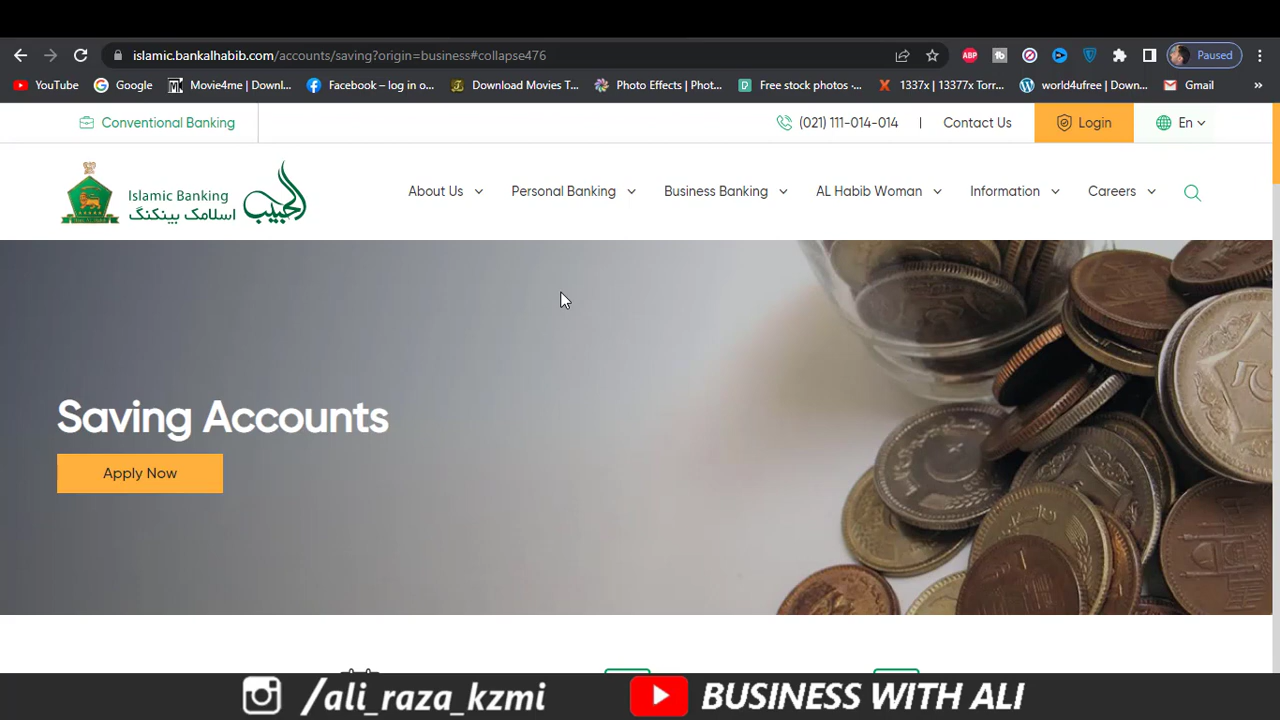 islamic.bankalhabib.com/accounts/saving?origin=business#collapse476
ABP
Paused
YouTube
Google
Movie4me | Downl...
Facebook – log in o...
Download Movies T...
Photo Effects | Phot...
Free stock photos -...
1337x | 13377x Torr...
world4ufree | Down...
Gmail
»
Conventional Banking
(021) 111-014-014
|
Contact Us
Login
En
Islamic Banking
اسلامک بینکنگ
الحبیب
About Us
Personal Banking
Business Banking
AL Habib Woman
Information
Careers
Saving Accounts
Apply Now
/ali_raza_kzmi
BUSINESS WITH ALI